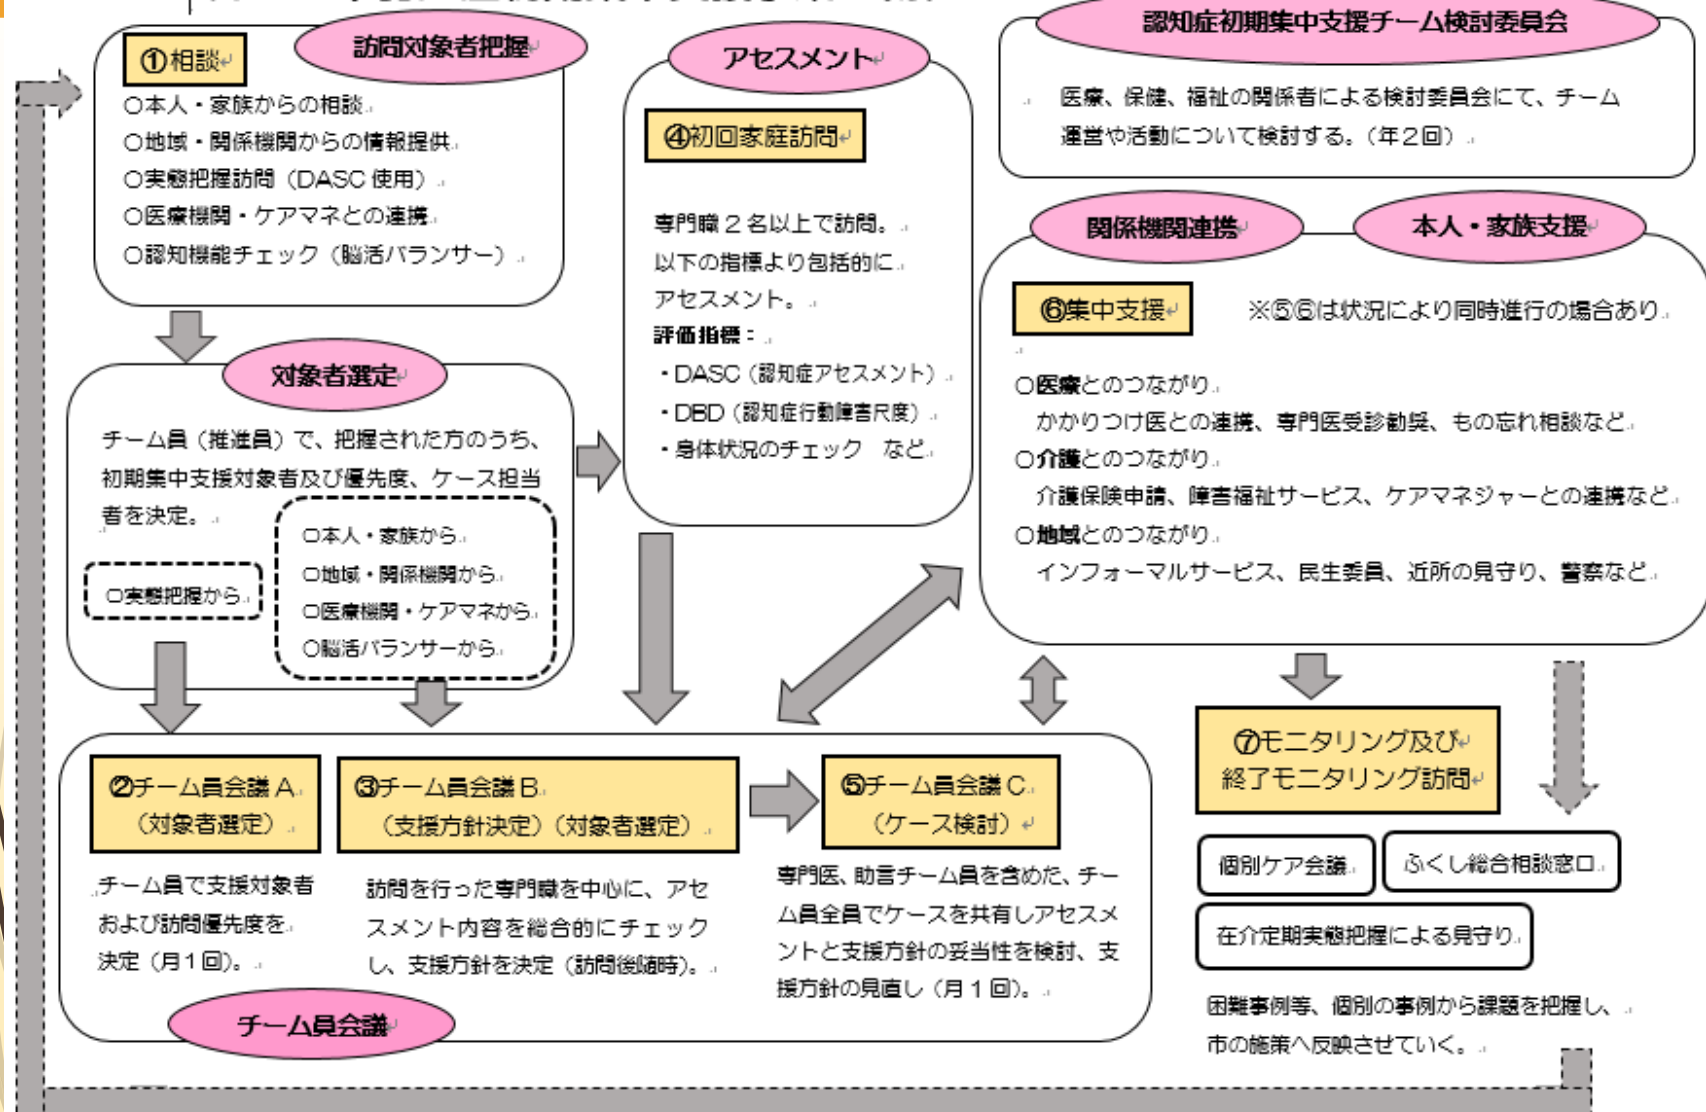 訪問対象者把握
①相談
○本人・家族からの相談
○地域・関係機関からの情報提供
○実態把握訪問（DASC使用）
○医療機関・ケアマネとの連携
○認知機能チェック（脳活バランサー）
対象者選定
チーム員（推進員）で、把握された方のうち、
初期集中支援対象者及び優先度、ケース担当
者を決定。
○実態把握から
○本人・家族から
○地域・関係機関から
○医療機関・ケアマネから
○脳活バランサーから
アセスメント
④初回家庭訪問
専門職２名以上で訪問。
以下の指標より包括的に
アセスメント。
評価指標：
・DASC（認知症アセスメント）
・DBD（認知症行動障害尺度）
・身体状況のチェック　など
認知症初期集中支援チーム検討委員会
医療、保健、福祉の関係者による検討委員会にて、チーム
運営や活動について検討する。（年２回）
関係機関連携
本人・家族支援
⑥集中支援
※⑤⑥は状況により同時進行の場合あり
○医療とのつながり
かかりつけ医との連携、専門医受診勧奨、もの忘れ相談など
○介護とのつながり
介護保険申請、障害福祉サービス、ケアマネジャーとの連携など
○地域とのつながり
インフォーマルサービス、民生委員、近所の見守り、警察など
②チーム員会議A
（対象者選定）
チーム員で支援対象者
および訪問優先度を
決定（月１回）。
③チーム員会議B
（支援方針決定）（対象者選定）
訪問を行った専門職を中心に、アセ
スメント内容を総合的にチェック
し、支援方針を決定（訪問後随時）。
⑤チーム員会議C
（ケース検討）
専門医、助言チーム員を含めた、チー
ム員全員でケースを共有しアセスメ
ントと支援方針の妥当性を検討、支
援方針の見直し（月１回）。
チーム員会議
⑦モニタリング及び
終了モニタリング訪問
個別ケア会議
ふくし総合相談窓口
在介定期実態把握による見守り
困難事例等、個別の事例から課題を把握し、
市の施策へ反映させていく。